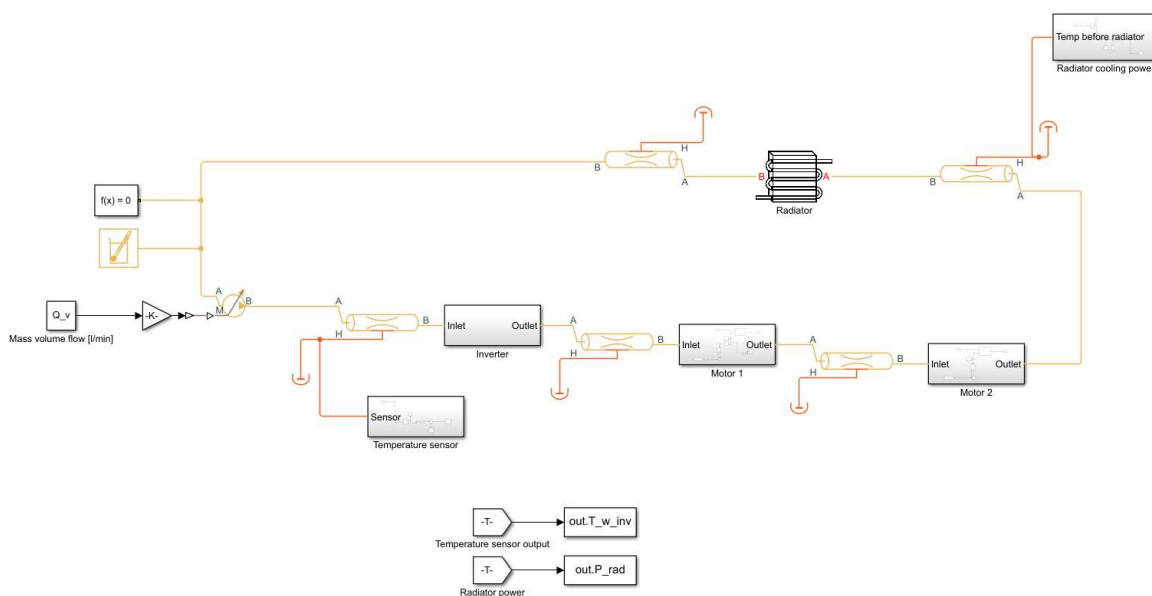 Temp before radiator
Radiator cooling power
H
H
B
A
B
A
B
A
Radiator
f(x) = 0
A
B
M
Q_v
-K-
Mass volume flow [l/min]
A
B
H
Inlet
Outlet
Inverter
A
B
H
Inlet
Outlet
Motor 1
A
B
H
Inlet
Outlet
Motor 2
Sensor
Temperature sensor
-T-
out.T_w_inv
Temperature sensor output
-T-
out.P_rad
Radiator power